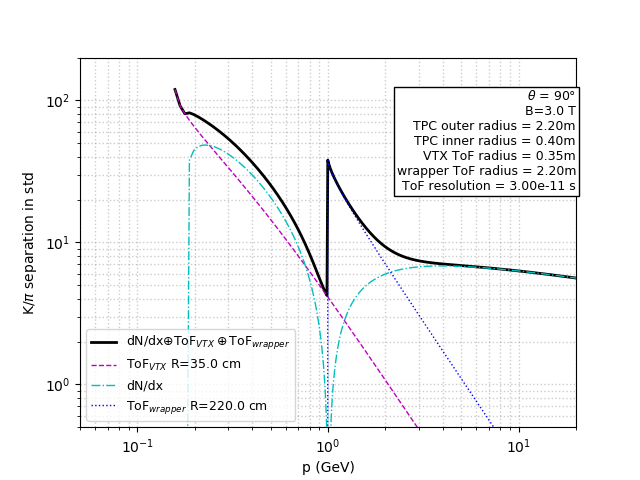 10²
10¹
10⁰
K/π separation in std
θ = 90°
B=3.0 T
TPC outer radius = 2.20m
TPC inner radius = 0.40m
VTX ToF radius = 0.35m
wrapper ToF radius = 2.20m
ToF resolution = 3.00e-11 s
dN/dx⊕ToF_VTX ⊕ ToF_wrapper
ToF_VTX R=35.0 cm
dN/dx
ToF_wrapper R=220.0 cm
10⁻¹ 10⁰ 10¹
p (GeV)